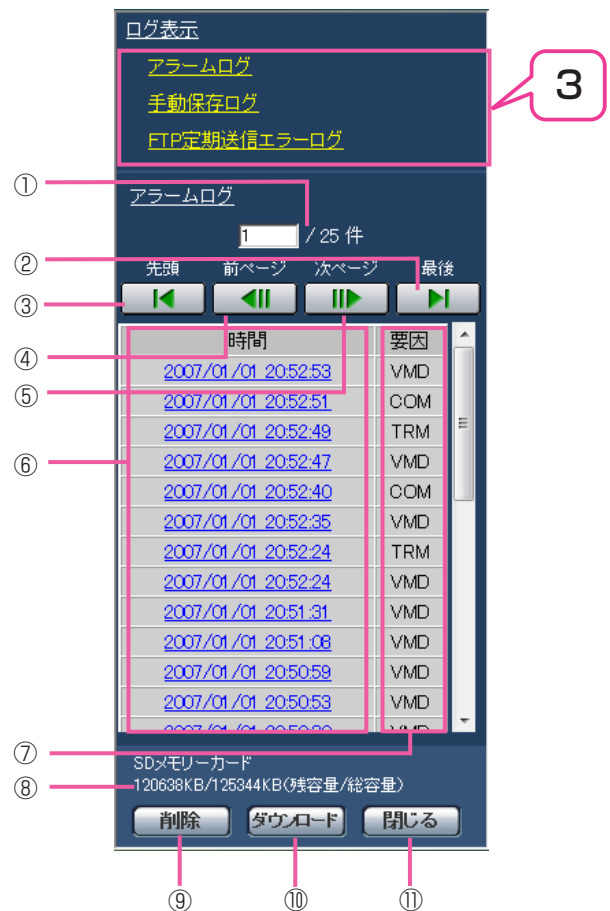 ログ表示
アラームログ
手動保存ログ
FTP定期送信エラーログ
3
① アラームログ
1 / 25 件
② 先頭 前ページ 次ページ 最後
③
④ 時間 要因
⑤
⑥
2007/01/01 20:52:53 VMD
2007/01/01 20:52:51 COM
2007/01/01 20:52:49 TRM
2007/01/01 20:52:47 VMD
2007/01/01 20:52:40 COM
2007/01/01 20:52:35 VMD
2007/01/01 20:52:24 TRM
2007/01/01 20:52:24 VMD
2007/01/01 20:51:31 VMD
2007/01/01 20:51:08 VMD
2007/01/01 20:50:59 VMD
2007/01/01 20:50:53 VMD
⑦ SDメモリーカード
⑧ 120638KB/125344KB(残容量/総容量)
削除 ダウンロード 閉じる
⑨ ⑩ ⑪